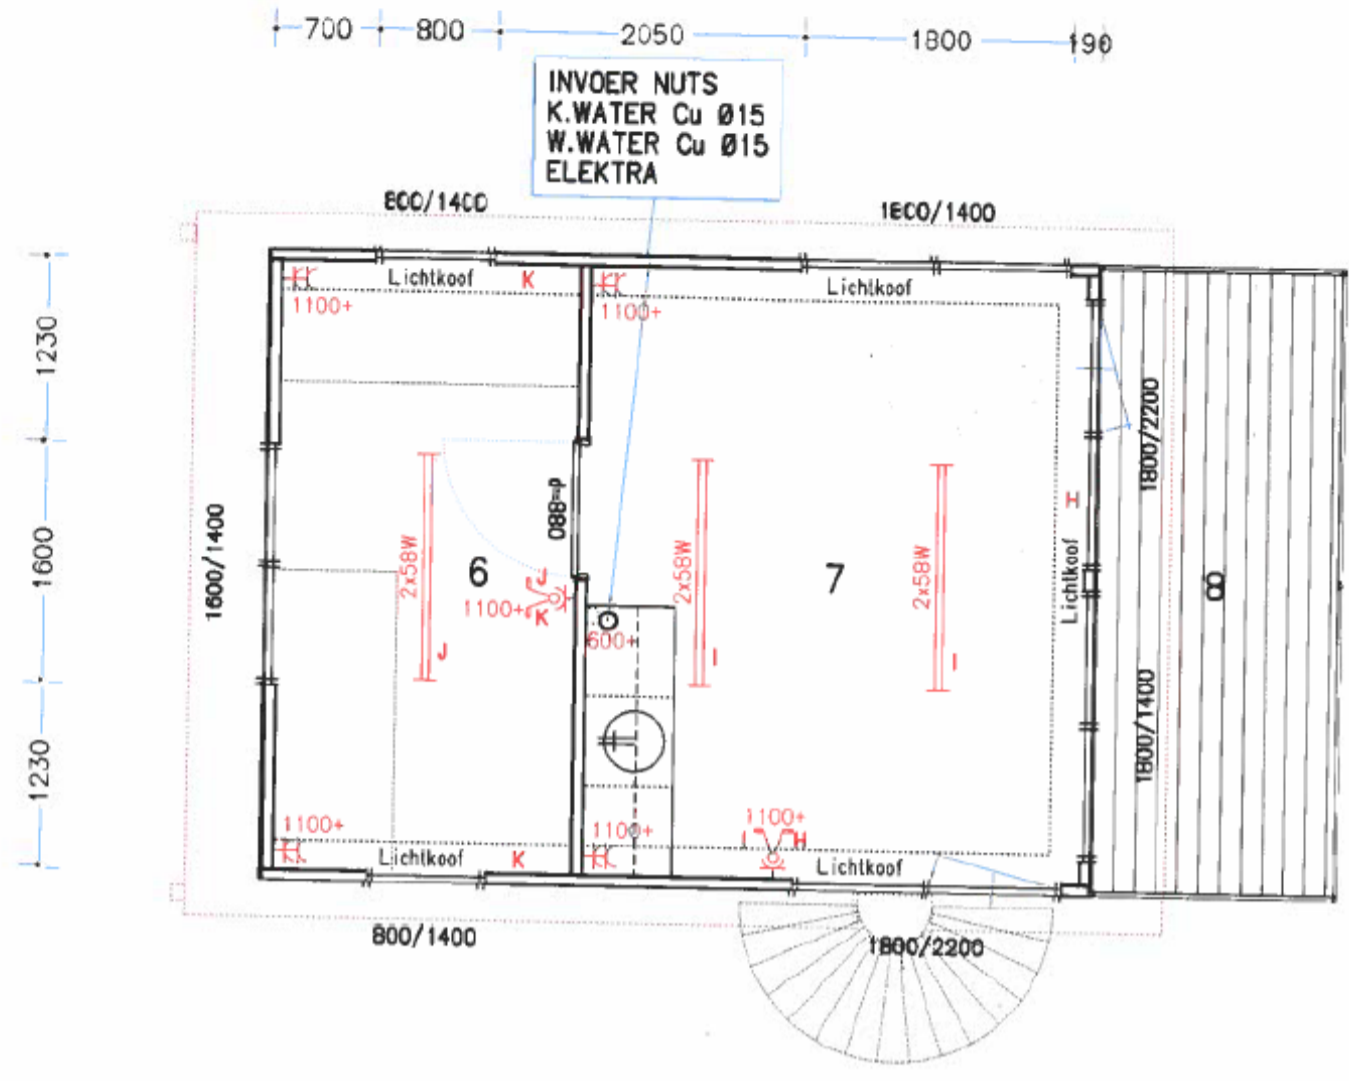 700 800 2050 1800 190
INVOER NUTS
K.WATER Cu Ø15
W.WATER Cu Ø15
ELEKTRA
800/1400
1800/1400
Lichtkoof K
Lichtkoof
1100+
1100+
1230
1600
1230
1600/1400
2x58W
J
6
d=880
J
1100+
K
600+
2x58W
I
7
2x58W
I
H
Lichtkoof
1800/2200
8
1800/1400
1100+
1100+
1100+
I H
Lichtkoof K
Lichtkoof
800/1400
1800/2200